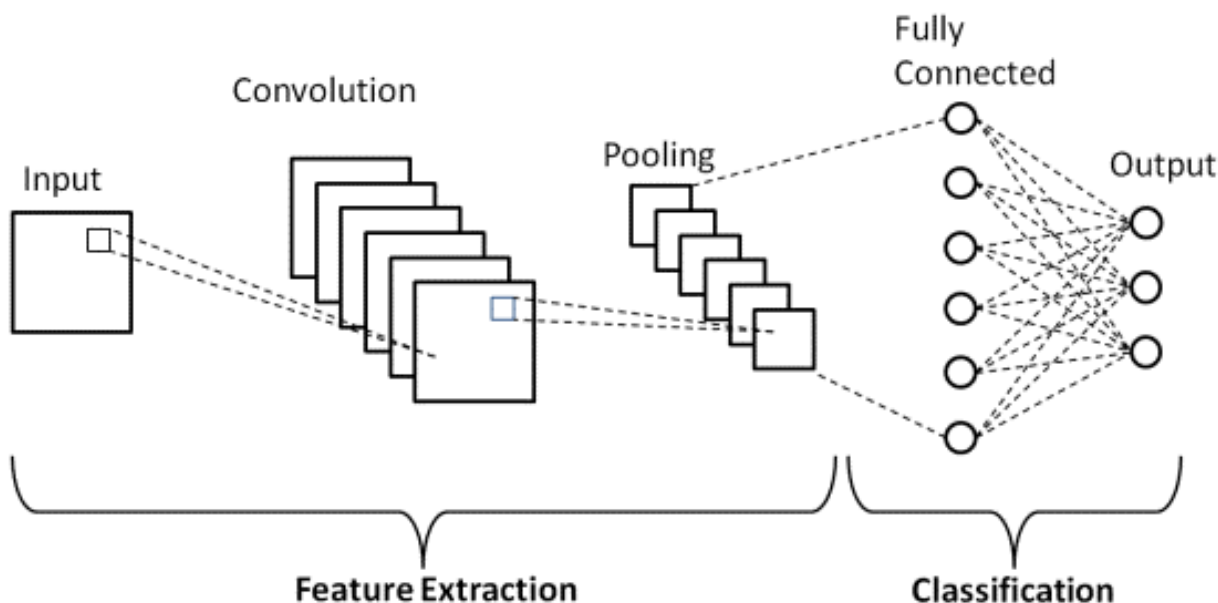 Input
Convolution
Pooling
Fully
Connected
Output
Feature Extraction
Classification